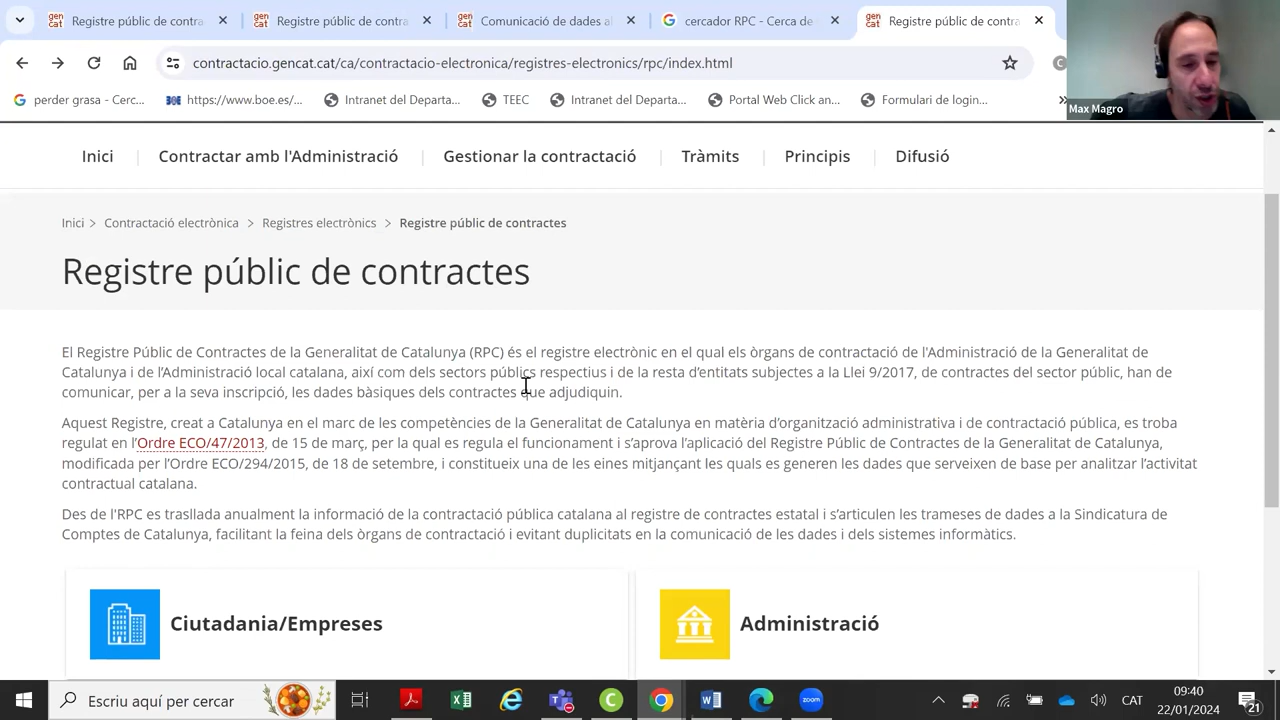 gen cat Registre públic de contra
gen cat Registre públic de contra
gen cat Comunicació de dades al
cercador RPC - Cerca de
gen cat Registre públic de contra
contractacio.gencat.cat/ca/contractacio-electronica/registres-electronics/rpc/index.html
perder grasa - Cerc...
https://www.boe.es/...
Intranet del Departa...
TEEC
Intranet del Departa...
Portal Web Click an...
Formulari de login...
Max Magro
Inici
Contractar amb l'Administració
Gestionar la contractació
Tràmits
Principis
Difusió
Inici > Contractació electrònica > Registres electrònics > Registre públic de contractes
Registre públic de contractes
El Registre Públic de Contractes de la Generalitat de Catalunya (RPC) és el registre electrònic en el qual els òrgans de contractació de l'Administració de la Generalitat de
Catalunya i de l’Administració local catalana, així com dels sectors públics respectius i de la resta d’entitats subjectes a la Llei 9/2017, de contractes del sector públic, han de
comunicar, per a la seva inscripció, les dades bàsiques dels contractes que adjudiquin.
Aquest Registre, creat a Catalunya en el marc de les competències de la Generalitat de Catalunya en matèria d’organització administrativa i de contractació pública, es troba
regulat en l’Ordre ECO/47/2013, de 15 de març, per la qual es regula el funcionament i s’aprova l’aplicació del Registre Públic de Contractes de la Generalitat de Catalunya,
modificada per l’Ordre ECO/294/2015, de 18 de setembre, i constitueix una de les eines mitjançant les quals es generen les dades que serveixen de base per analitzar l’activitat
contractual catalana.
Des de l'RPC es trasllada anualment la informació de la contractació pública catalana al registre de contractes estatal i s’articulen les trameses de dades a la Sindicatura de
Comptes de Catalunya, facilitant la feina dels òrgans de contractació i evitant duplicitats en la comunicació de les dades i dels sistemes informàtics.
Ciutadania/Empreses
Administració
Escriu aquí per cercar
zoom
CAT
09:40
22/01/2024
21